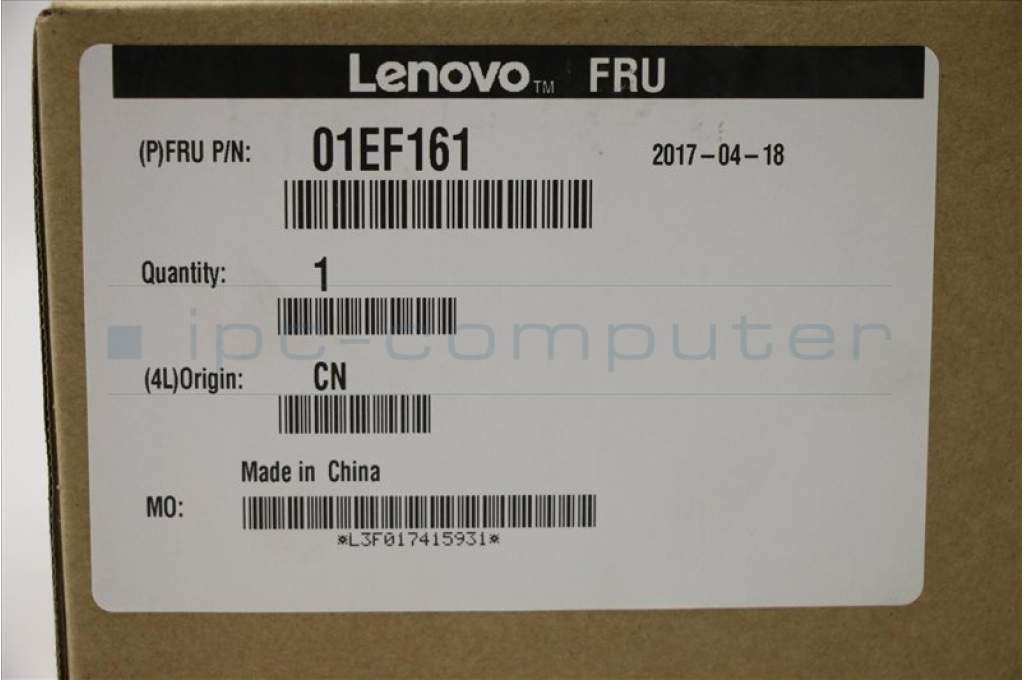 Lenovo™ FRU
(P)FRU P/N: 01EF161 2017-04-18
Quantity: 1
ipc-computer
(4L)Origin: CN
Made in China
MO:
*L3F017415931*